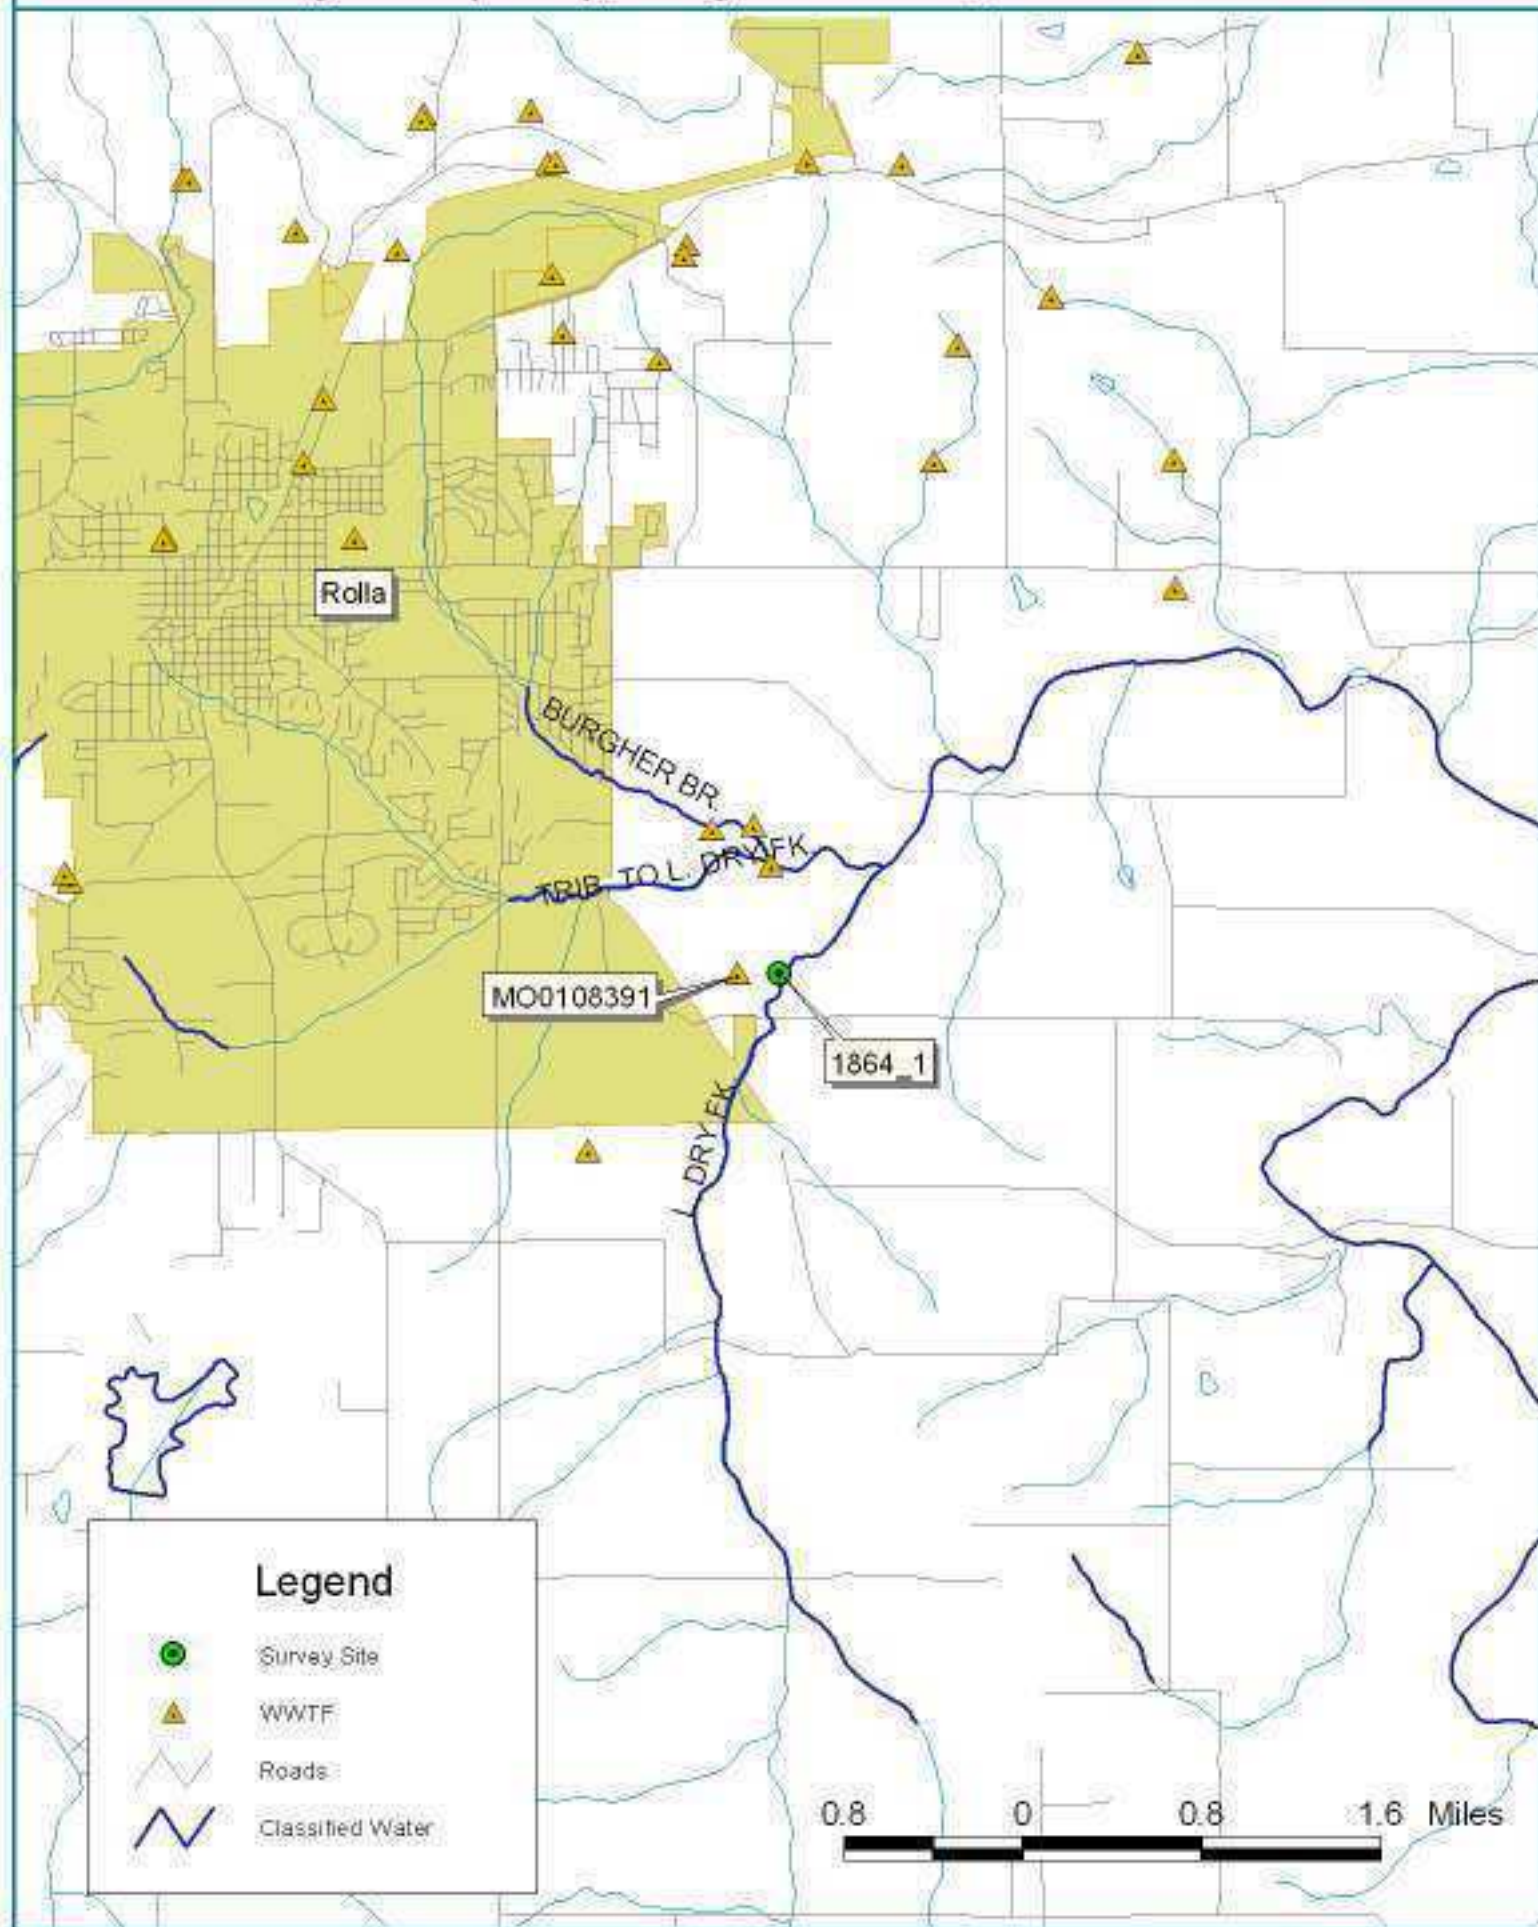 Rolla
BURGHER BR.
TRIB. TO L. DRY FK
MO0108391
1864_1
L. DRY FK
Legend
Survey Site
WWTF
Roads
Classified Water
0.8 0 0.8 1.6 Miles